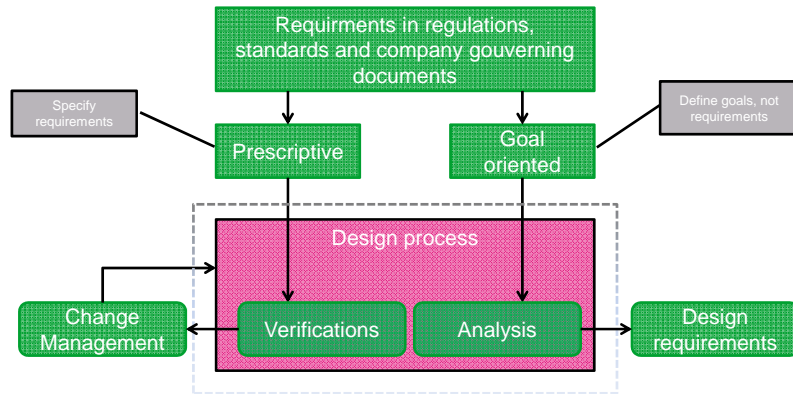 Requirments in regulations,
standards and company gouverning
documents
Specify
requirements
Define goals, not
requirements
Prescriptive
Goal
oriented
Design process
Change
Management
Verifications
Analysis
Design
requirements